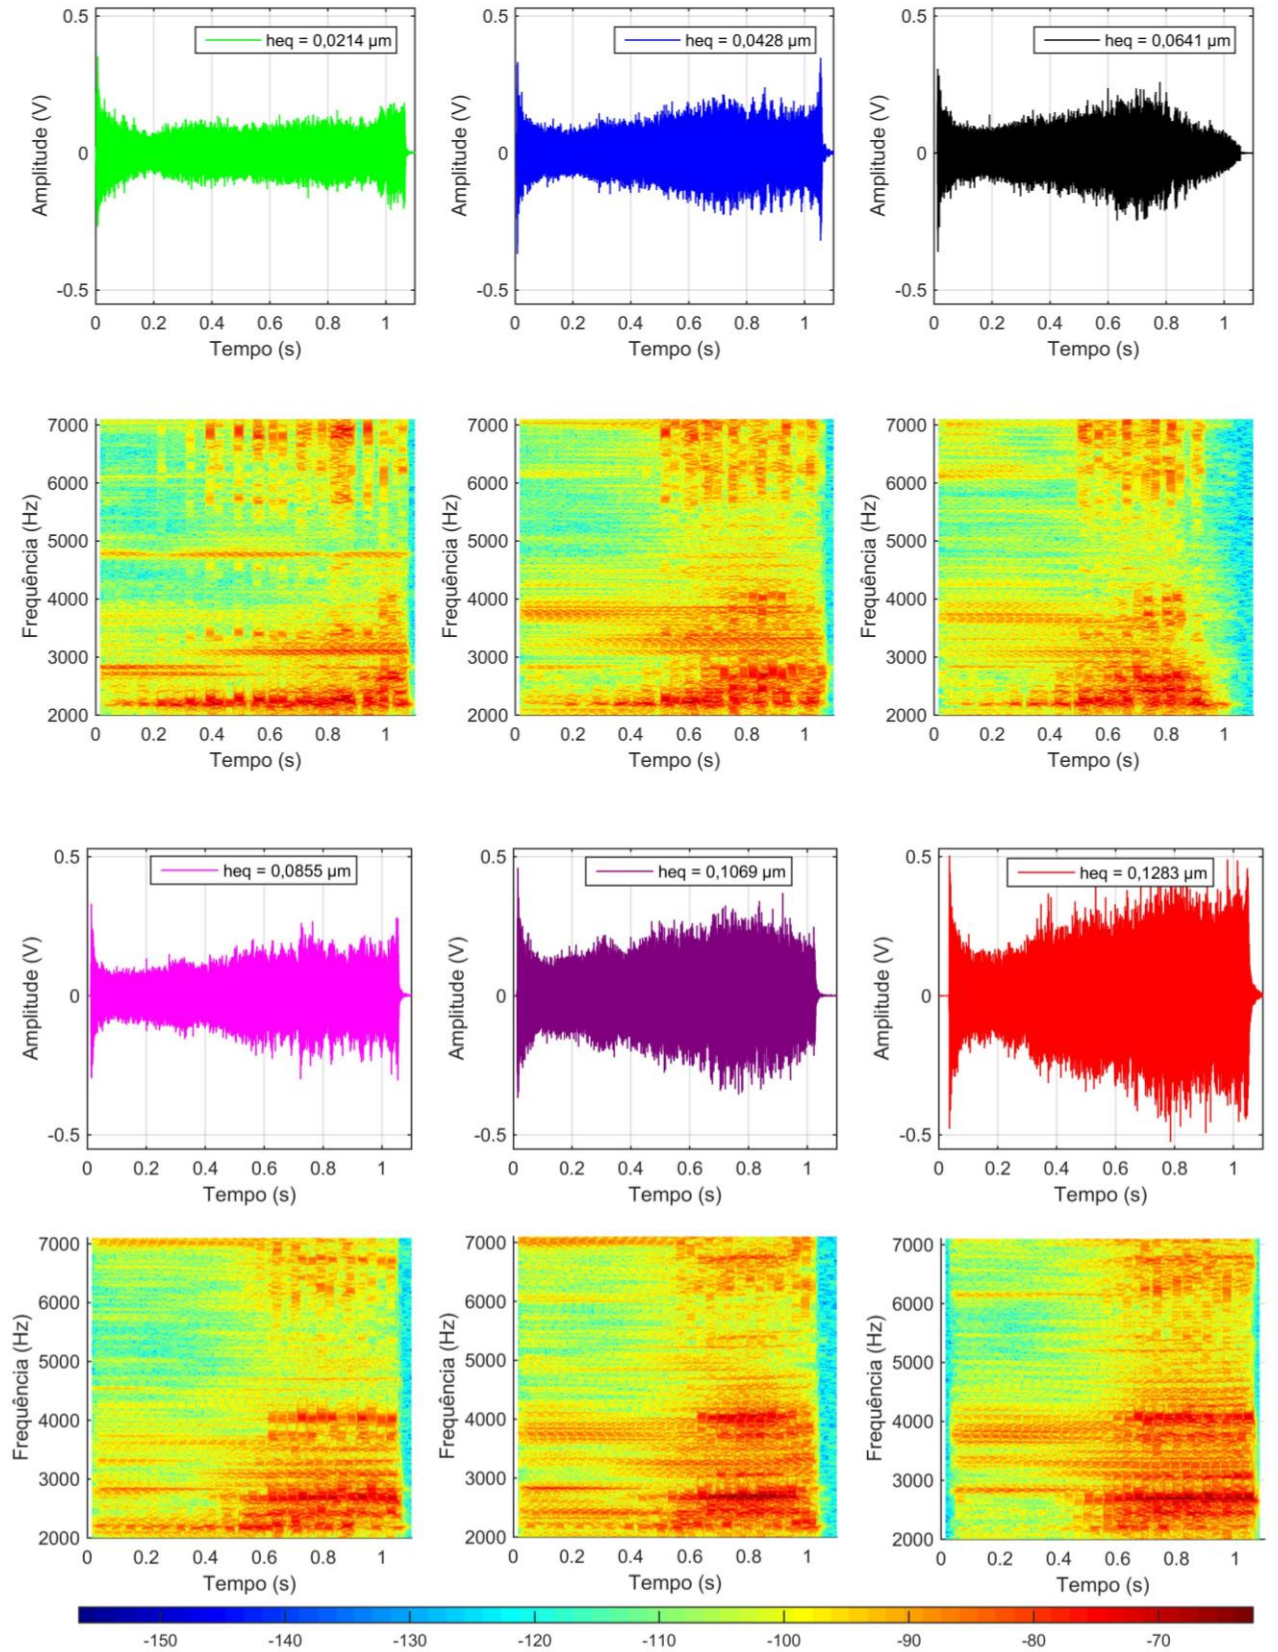 heq = 0,0214 µm
0.5
0
-0.5
Amplitude (V)
0 0.2 0.4 0.6 0.8 1
Tempo (s)
heq = 0,0428 µm
0.5
0
-0.5
Amplitude (V)
0 0.2 0.4 0.6 0.8 1
Tempo (s)
heq = 0,0641 µm
0.5
0
-0.5
Amplitude (V)
0 0.2 0.4 0.6 0.8 1
Tempo (s)
7000
6000
5000
4000
3000
2000
Frequência (Hz)
0 0.2 0.4 0.6 0.8 1
Tempo (s)
7000
6000
5000
4000
3000
2000
Frequência (Hz)
0 0.2 0.4 0.6 0.8 1
Tempo (s)
7000
6000
5000
4000
3000
2000
Frequência (Hz)
0 0.2 0.4 0.6 0.8 1
Tempo (s)
heq = 0,0855 µm
0.5
0
-0.5
Amplitude (V)
0 0.2 0.4 0.6 0.8 1
Tempo (s)
heq = 0,1069 µm
0.5
0
-0.5
Amplitude (V)
0 0.2 0.4 0.6 0.8 1
Tempo (s)
heq = 0,1283 µm
0.5
0
-0.5
Amplitude (V)
0 0.2 0.4 0.6 0.8 1
Tempo (s)
7000
6000
5000
4000
3000
2000
Frequência (Hz)
0 0.2 0.4 0.6 0.8 1
Tempo (s)
7000
6000
5000
4000
3000
2000
Frequência (Hz)
0 0.2 0.4 0.6 0.8 1
Tempo (s)
7000
6000
5000
4000
3000
2000
Frequência (Hz)
0 0.2 0.4 0.6 0.8 1
Tempo (s)
-150 -140 -130 -120 -110 -100 -90 -80 -70